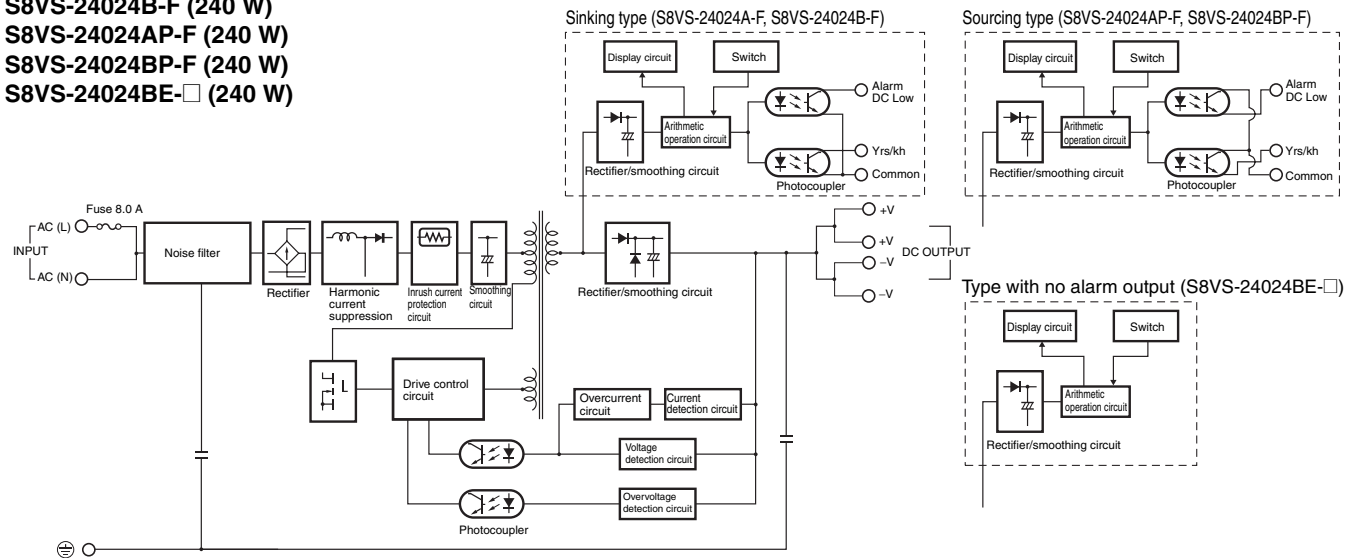 S8VS-24024B-F (240 W)
S8VS-24024AP-F (240 W)
S8VS-24024BP-F (240 W)
S8VS-24024BE-□ (240 W)
Sinking type (S8VS-24024A-F, S8VS-24024B-F)
Display circuit
Switch
Arithmetic
operation circuit
Rectifier/smoothing circuit
Photocoupler
Alarm
DC Low
Yrs/kh
Common
Sourcing type (S8VS-24024AP-F, S8VS-24024BP-F)
Display circuit
Switch
Arithmetic
operation circuit
Rectifier/smoothing circuit
Photocoupler
Alarm
DC Low
Yrs/kh
Common
Fuse 8.0 A
AC (L)
INPUT
AC (N)
Noise filter
Rectifier
Harmonic
current
suppression
Inrush current
protection
circuit
Smoothing
circuit
Rectifier/smoothing circuit
+V
+V
DC OUTPUT
–V
–V
Drive control
circuit
Overcurrent
circuit
Current
detection circuit
Voltage
detection circuit
Overvoltage
detection circuit
Photocoupler
Type with no alarm output (S8VS-24024BE-□)
Display circuit
Switch
Arithmetic
operation circuit
Rectifier/smoothing circuit